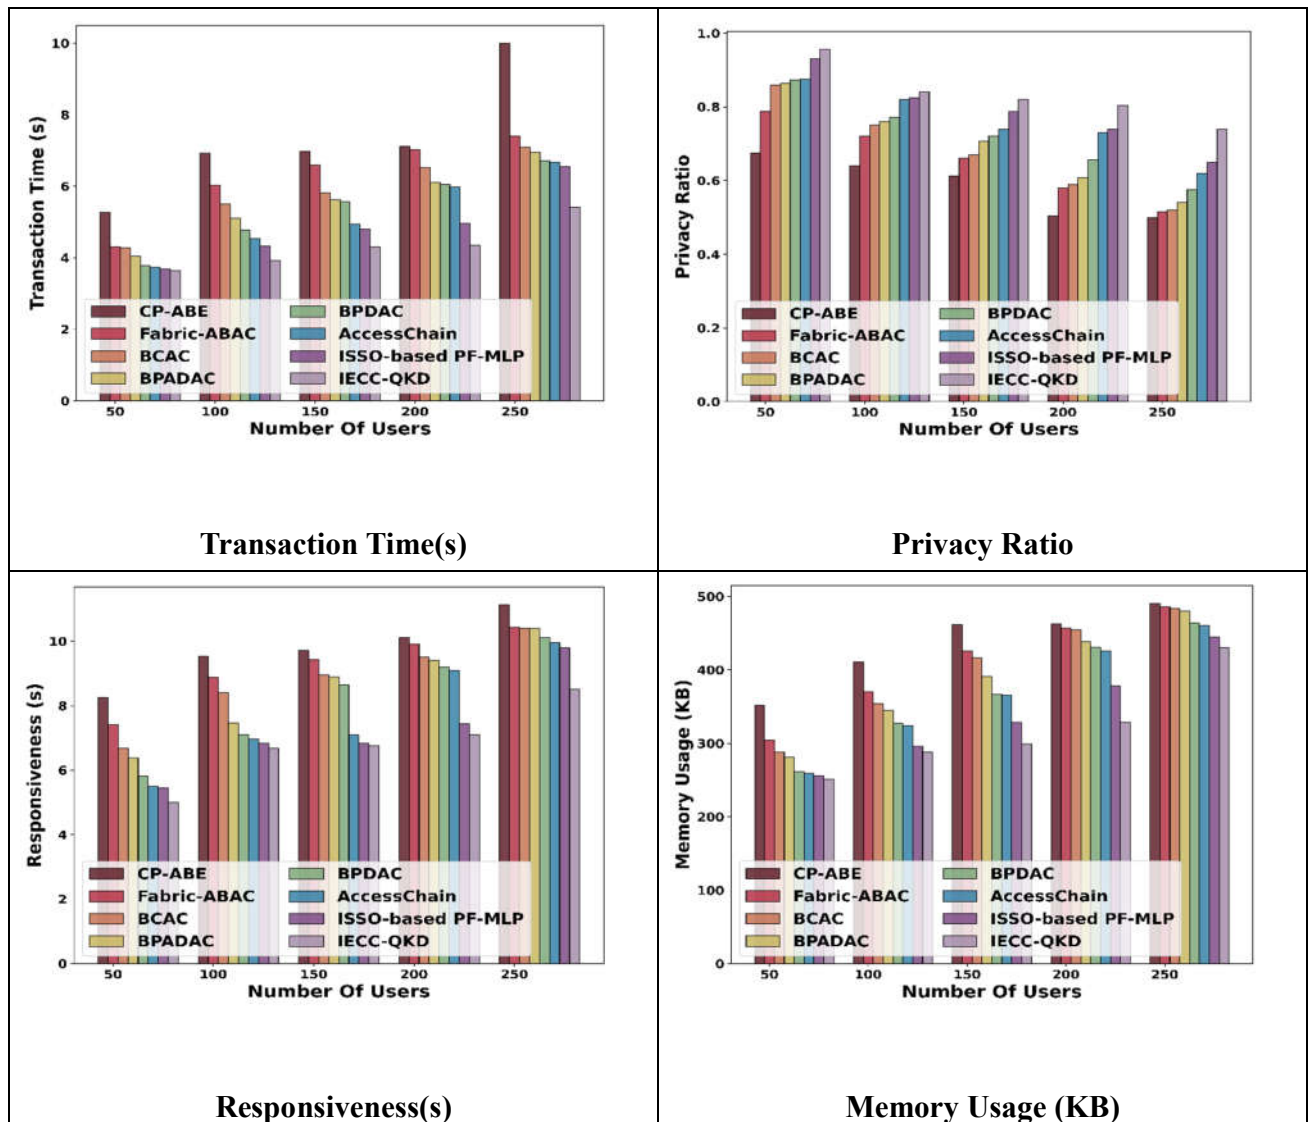 Transaction Time (s)
10
8
6
4
2
0
CP-ABE
Fabric-ABAC
BCAC
BPADAC
BPDAC
AccessChain
ISSO-based PF-MLP
IECC-QKD
50 100 150 200 250
Number Of Users
Transaction Time(s)
Privacy Ratio
1.0
0.8
0.6
0.4
0.2
0.0
CP-ABE
Fabric-ABAC
BCAC
BPADAC
BPDAC
AccessChain
ISSO-based PF-MLP
IECC-QKD
50 100 150 200 250
Number Of Users
Privacy Ratio
Responsiveness (s)
10
8
6
4
2
0
CP-ABE
Fabric-ABAC
BCAC
BPADAC
BPDAC
AccessChain
ISSO-based PF-MLP
IECC-QKD
50 100 150 200 250
Number Of Users
Responsiveness(s)
Memory Usage (KB)
500
400
300
200
100
0
CP-ABE
Fabric-ABAC
BCAC
BPADAC
BPDAC
AccessChain
ISSO-based PF-MLP
IECC-QKD
50 100 150 200 250
Number Of Users
Memory Usage (KB)